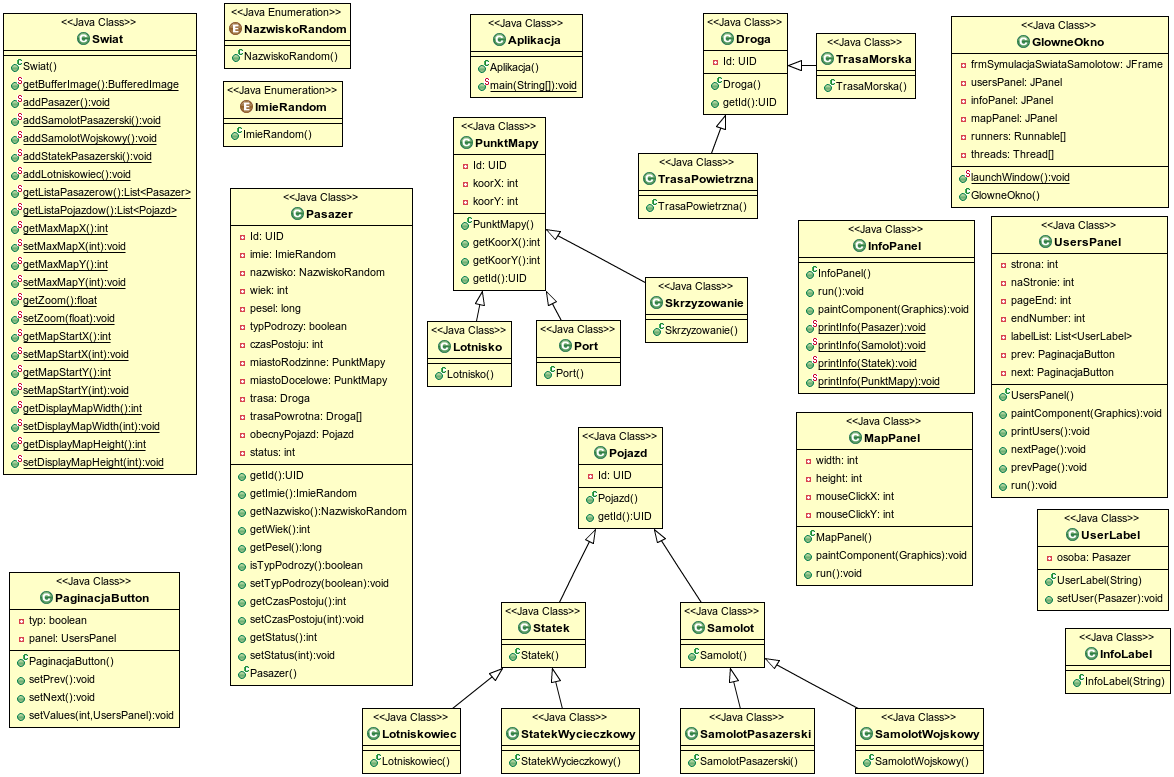 <<Java Class>>
Swiat
Swiat()
getBufferImage():BufferedImage
addPasazer():void
addSamolotPasazerski():void
addSamolotWojskowy():void
addStatekPasazerski():void
addLotniskowiec():void
getListaPasazerow():List<Pasazer>
getListaPojazdow():List<Pojazd>
getMaxMapX():int
setMaxMapX(int):void
getMaxMapY():int
setMaxMapY(int):void
getZoom():float
setZoom(float):void
getMapStartX():int
setMapStartX(int):void
getMapStartY():int
setMapStartY(int):void
getDisplayMapWidth():int
setDisplayMapWidth(int):void
getDisplayMapHeight():int
setDisplayMapHeight(int):void
<<Java Enumeration>>
NazwiskoRandom
NazwiskoRandom()
<<Java Enumeration>>
ImieRandom
ImieRandom()
<<Java Class>>
Aplikacja
Aplikacja()
main(String[]):void
<<Java Class>>
Droga
Id: UID
Droga()
getId():UID
<<Java Class>>
TrasaMorska
TrasaMorska()
<<Java Class>>
GlowneOkno
frmSymulacjaSwiataSamolotow: JFrame
usersPanel: JPanel
infoPanel: JPanel
mapPanel: JPanel
runners: Runnable[]
threads: Thread[]
launchWindow():void
GlowneOkno()
<<Java Class>>
PunktMapy
Id: UID
koorX: int
koorY: int
PunktMapy()
getKoorX():int
getKoorY():int
getId():UID
<<Java Class>>
TrasaPowietrzna
TrasaPowietrzna()
<<Java Class>>
Pasazer
Id: UID
imie: ImieRandom
nazwisko: NazwiskoRandom
wiek: int
pesel: long
typPodrozy: boolean
czasPostoju: int
miastoRodzinne: PunktMapy
miastoDocelowe: PunktMapy
trasa: Droga
trasaPowrotna: Droga[]
obecnyPojazd: Pojazd
status: int
getId():UID
getImie():ImieRandom
getNazwisko():NazwiskoRandom
getWiek():int
getPesel():long
isTypPodrozy():boolean
setTypPodrozy(boolean):void
getCzasPostoju():int
setCzasPostoju(int):void
getStatus():int
setStatus(int):void
Pasazer()
<<Java Class>>
Skrzyzowanie
Skrzyzowanie()
<<Java Class>>
Lotnisko
Lotnisko()
<<Java Class>>
Port
Port()
<<Java Class>>
InfoPanel
InfoPanel()
run():void
paintComponent(Graphics):void
printInfo(Pasazer):void
printInfo(Samolot):void
printInfo(Statek):void
printInfo(PunktMapy):void
<<Java Class>>
UsersPanel
strona: int
naStronie: int
pageEnd: int
endNumber: int
labelList: List<UserLabel>
prev: PaginacjaButton
next: PaginacjaButton
UsersPanel()
paintComponent(Graphics):void
printUsers():void
nextPage():void
prevPage():void
run():void
<<Java Class>>
MapPanel
width: int
height: int
mouseClickX: int
mouseClickY: int
MapPanel()
paintComponent(Graphics):void
run():void
<<Java Class>>
Pojazd
Id: UID
Pojazd()
getId():UID
<<Java Class>>
UserLabel
osoba: Pasazer
UserLabel(String)
setUser(Pasazer):void
<<Java Class>>
PaginacjaButton
typ: boolean
panel: UsersPanel
PaginacjaButton()
setPrev():void
setNext():void
setValues(int,UsersPanel):void
<<Java Class>>
Statek
Statek()
<<Java Class>>
Samolot
Samolot()
<<Java Class>>
InfoLabel
InfoLabel(String)
<<Java Class>>
Lotniskowiec
Lotniskowiec()
<<Java Class>>
StatekWycieczkowy
StatekWycieczkowy()
<<Java Class>>
SamolotPasazerski
SamolotPasazerski()
<<Java Class>>
SamolotWojskowy
SamolotWojskowy()